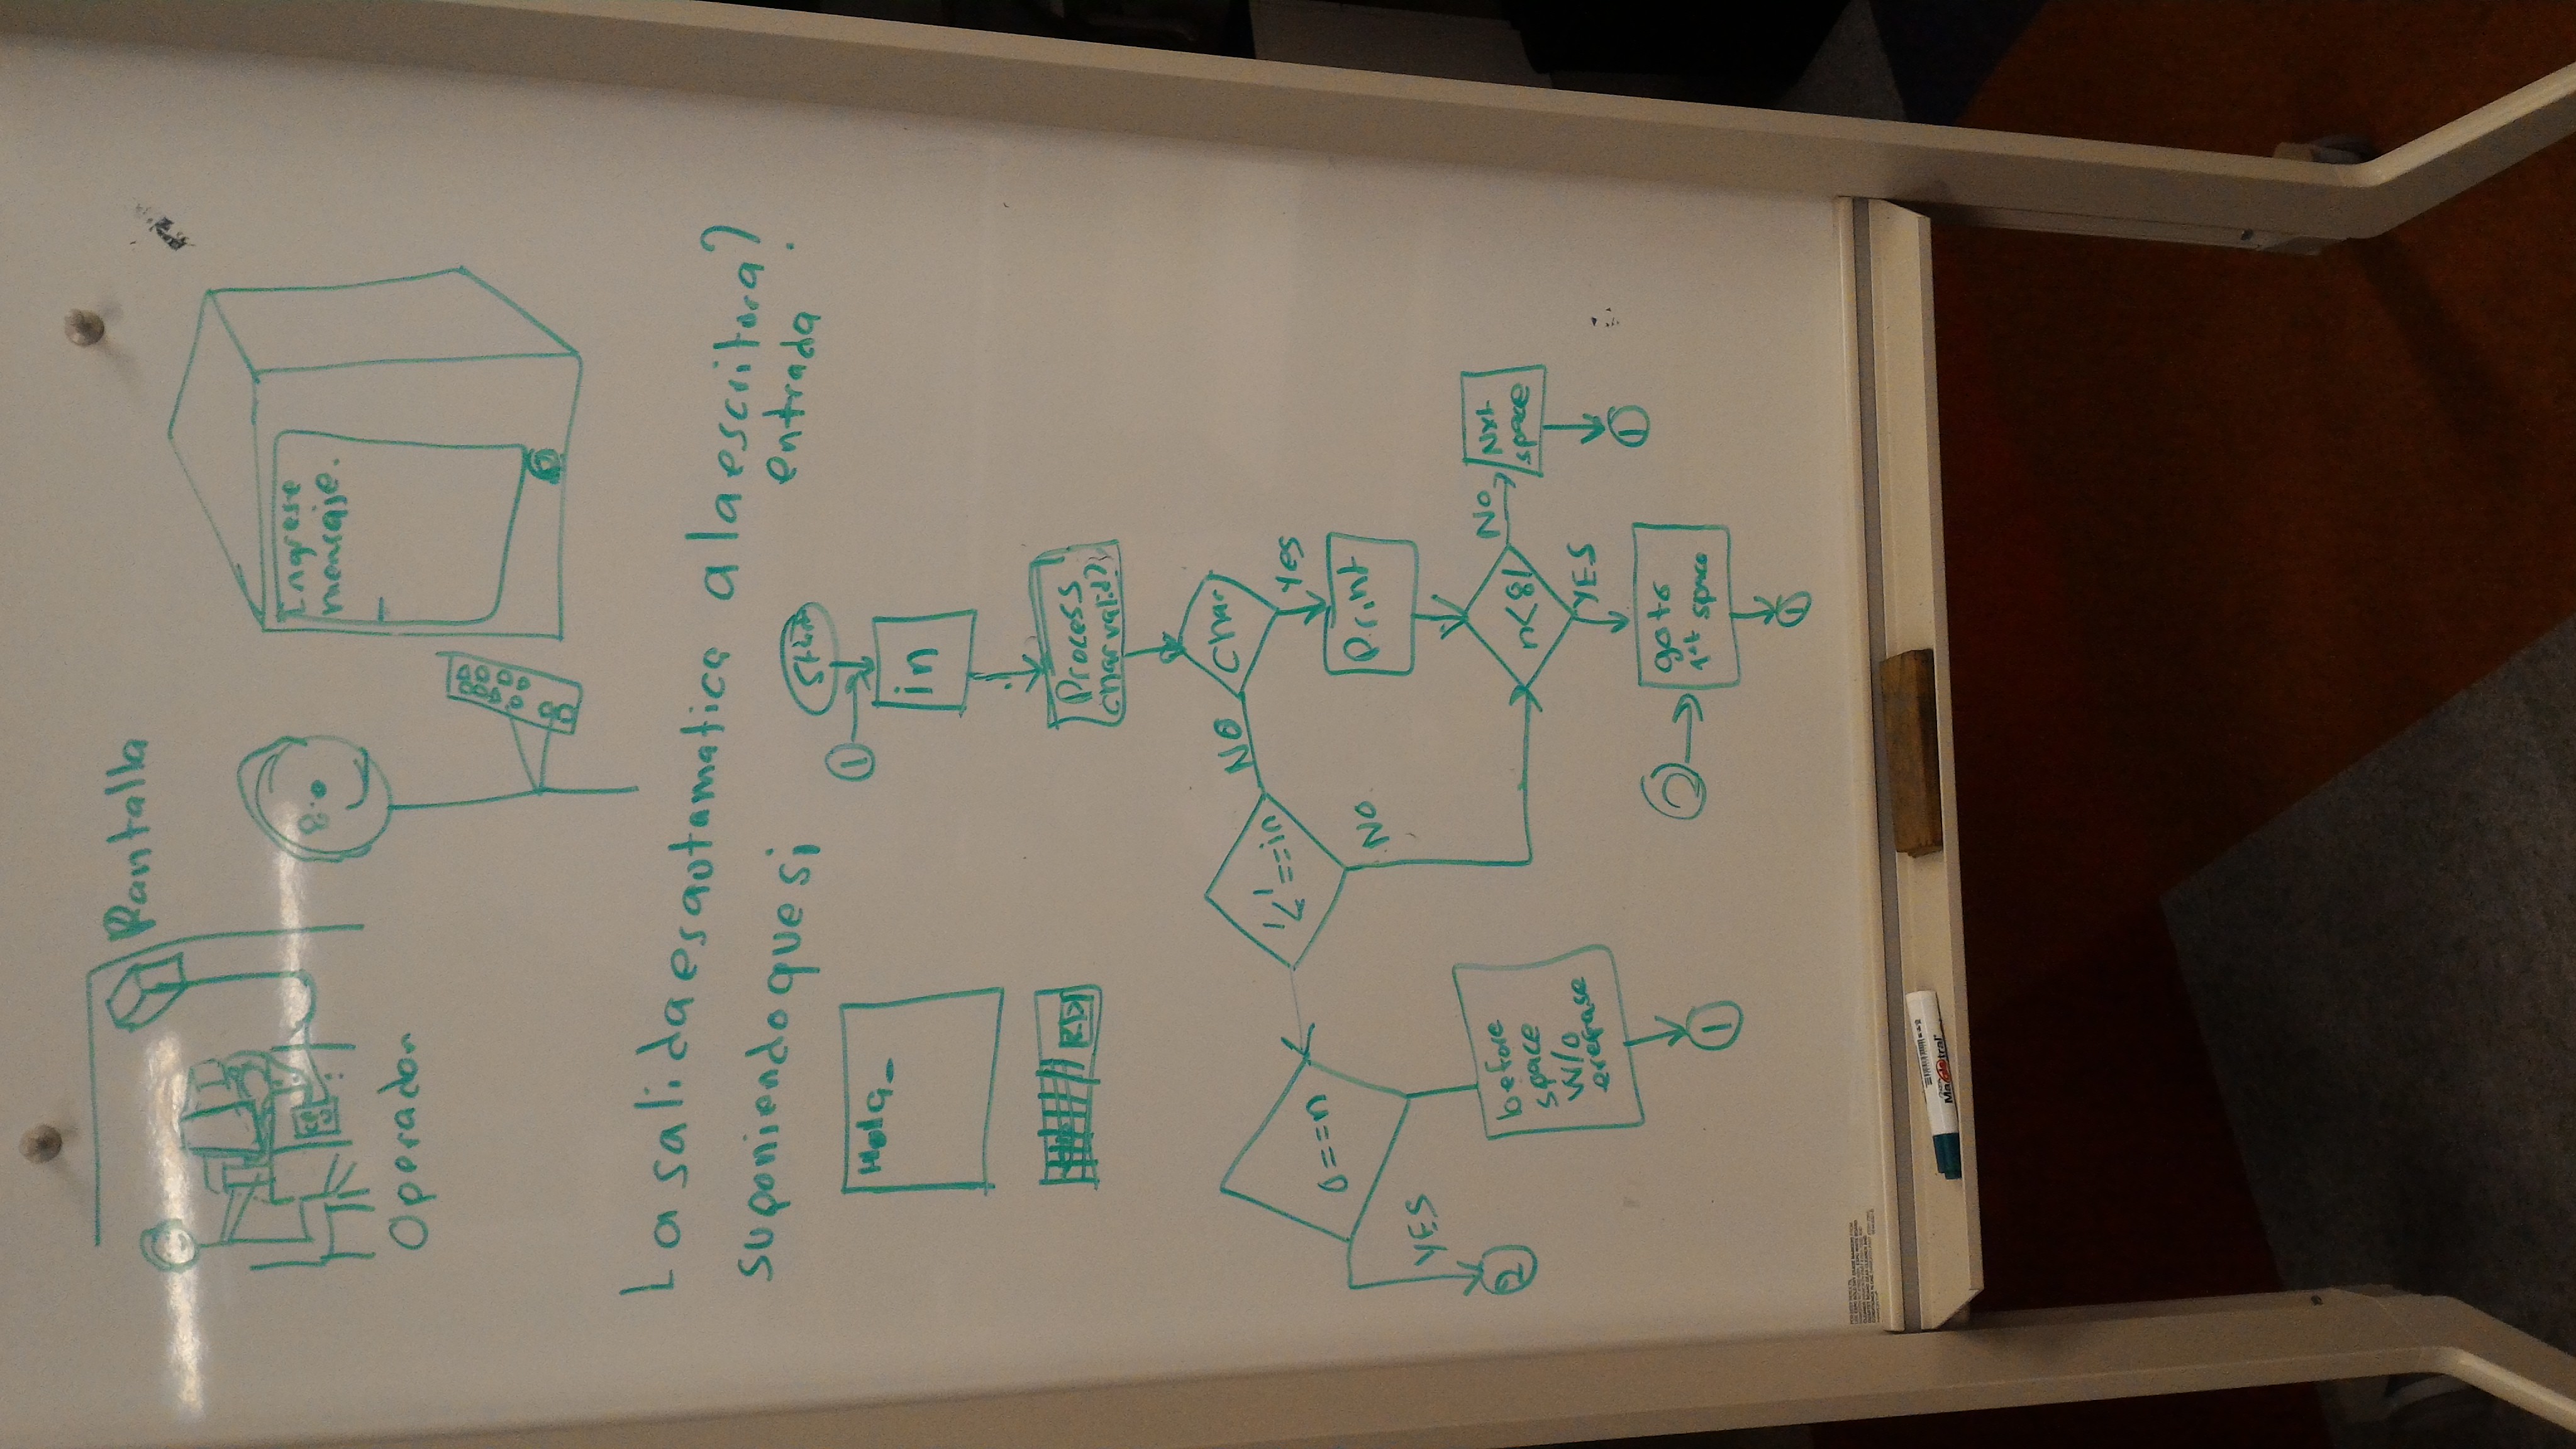 Pantalla
Operador
Ingrese
mensaje.
La salida es automatica a la escritura?
entrada
suponiendo que si
Hola_
Start
1
in
Process
char valid?
char
NO
Yes
'<'==in
0==n
NO
YES
Print
2
before
space
w/o
erease
n<81
No
Nxt
space
YES
1
2
go to
1st space
1
1
Magistral